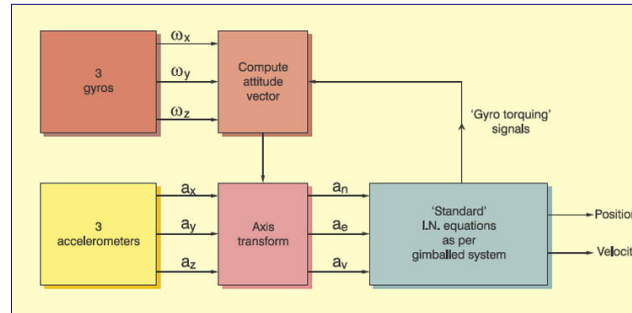 3
gyros
ωx
ωy
ωz
Compute
attitude
vector
'Gyro torquing'
signals
3
accelerometers
ax
ay
az
Axis
transform
an
ae
av
'Standard'
I.N. equations
as per
gimballed system
Position
Velocit